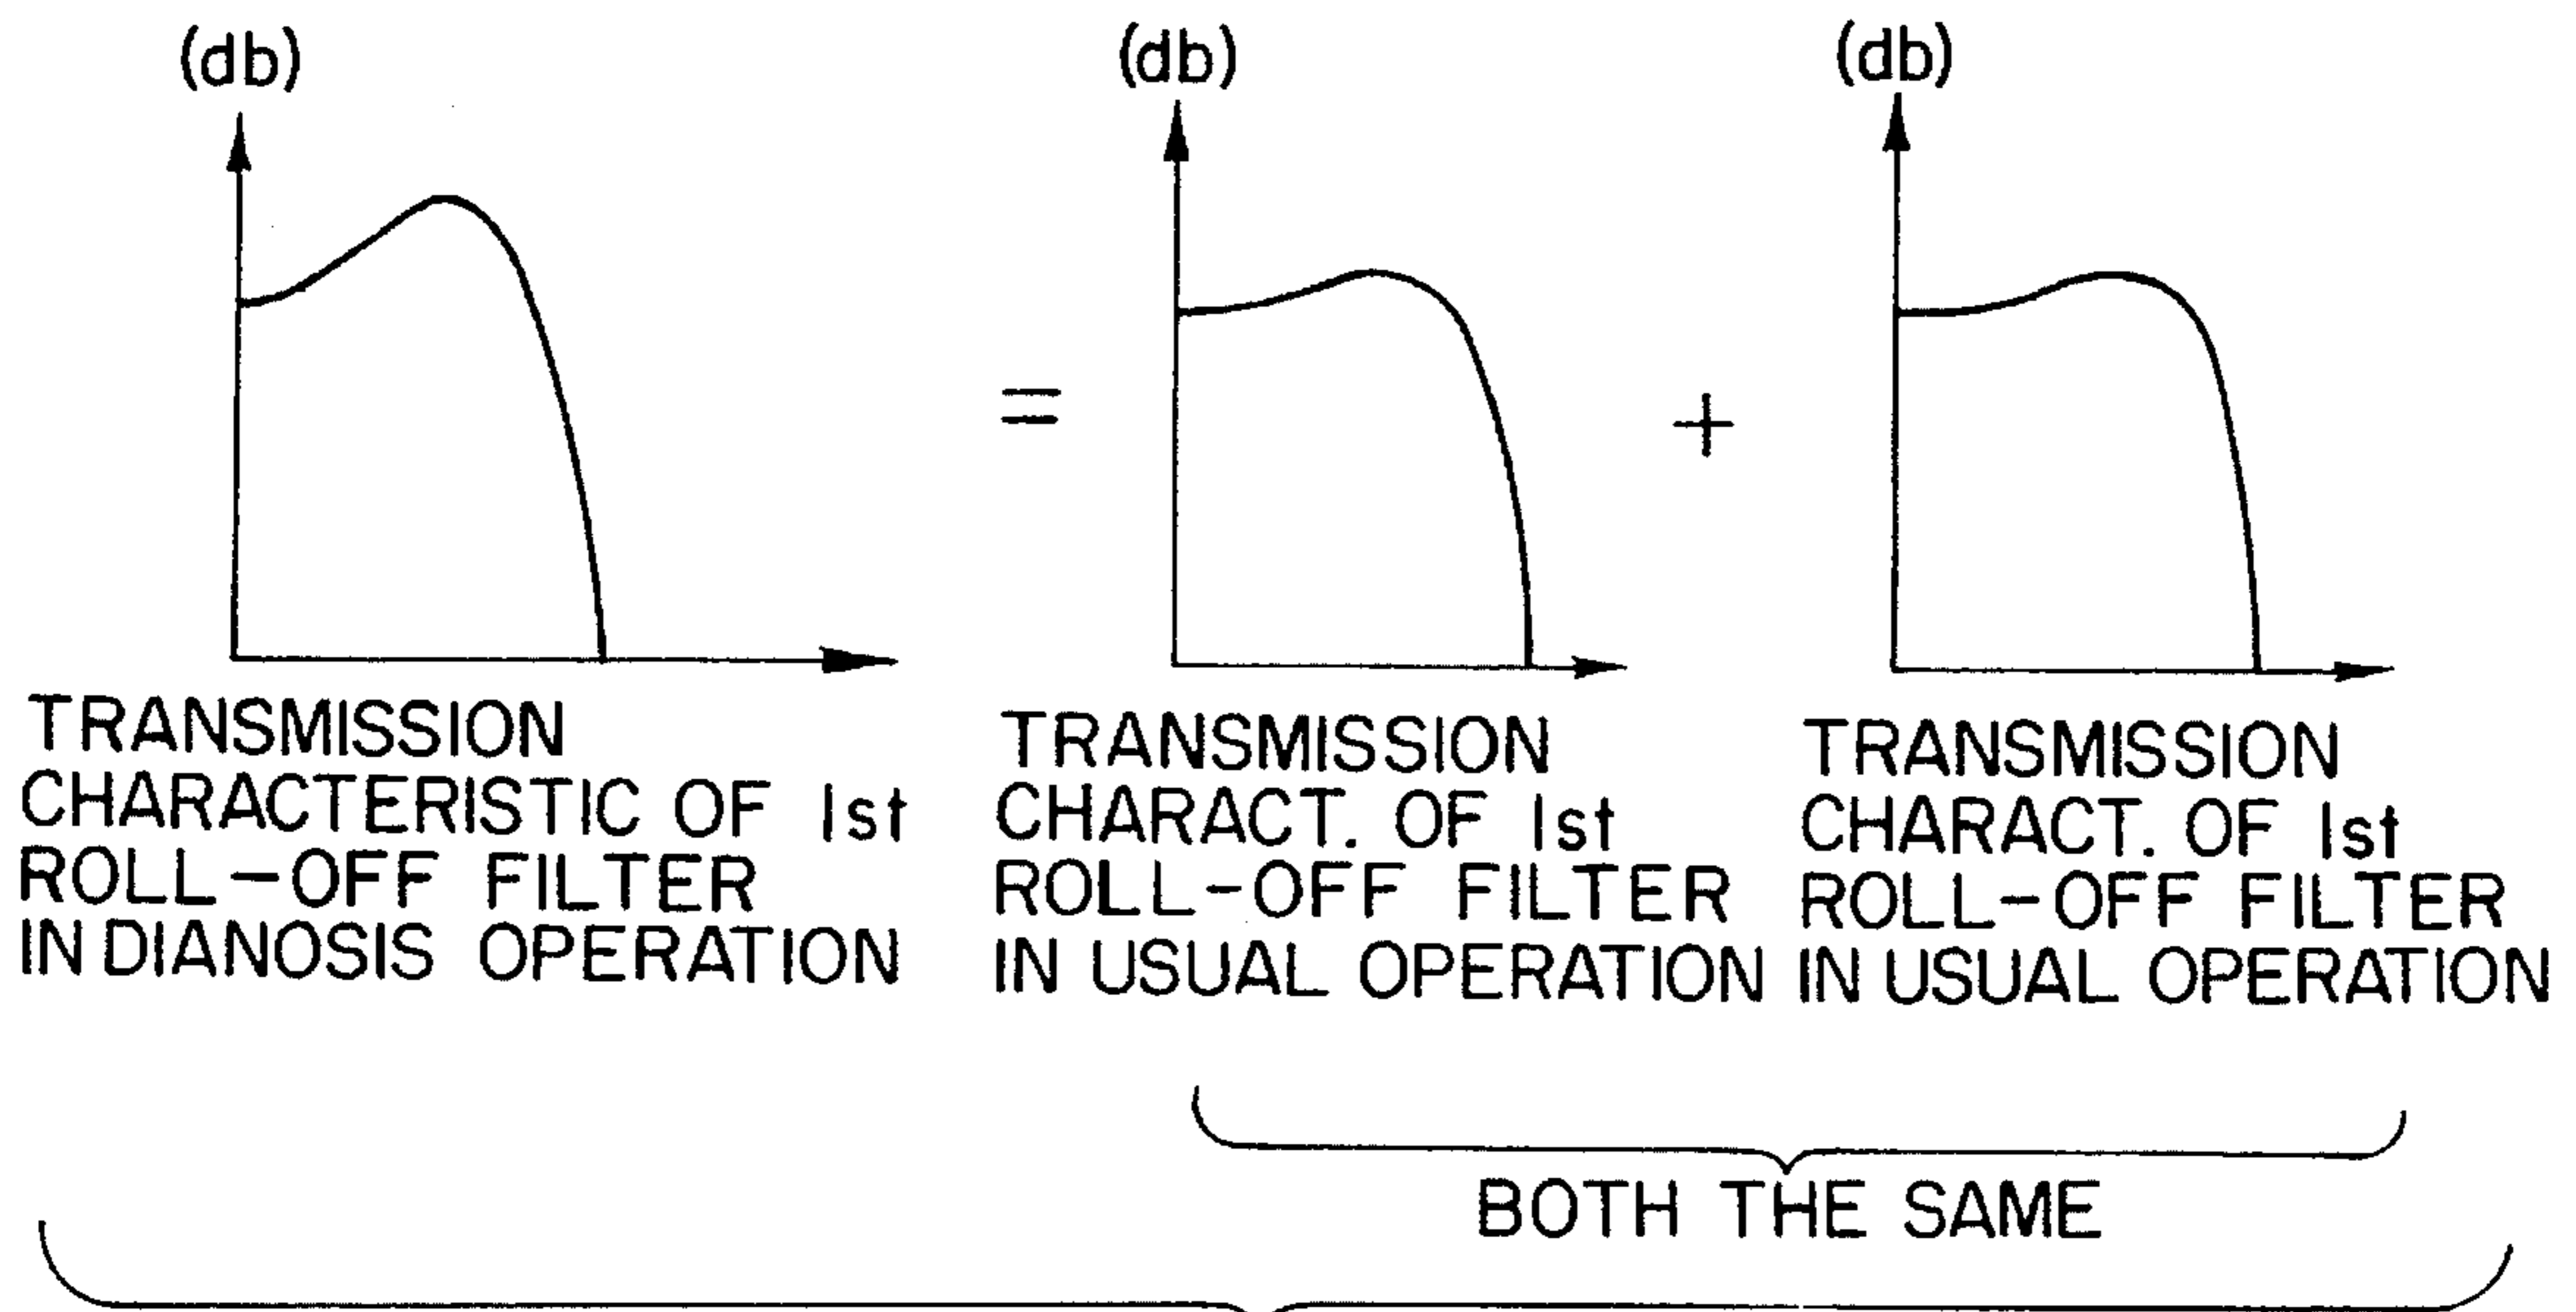 (db)
(db)
(db)
=
+
TRANSMISSION
CHARACTERISTIC OF 1st
ROLL-OFF FILTER
IN DIANOSIS OPERATION
TRANSMISSION
CHARACT. OF 1st
ROLL-OFF FILTER
IN USUAL OPERATION
TRANSMISSION
CHARACT. OF 1st
ROLL-OFF FILTER
IN USUAL OPERATION
BOTH THE SAME